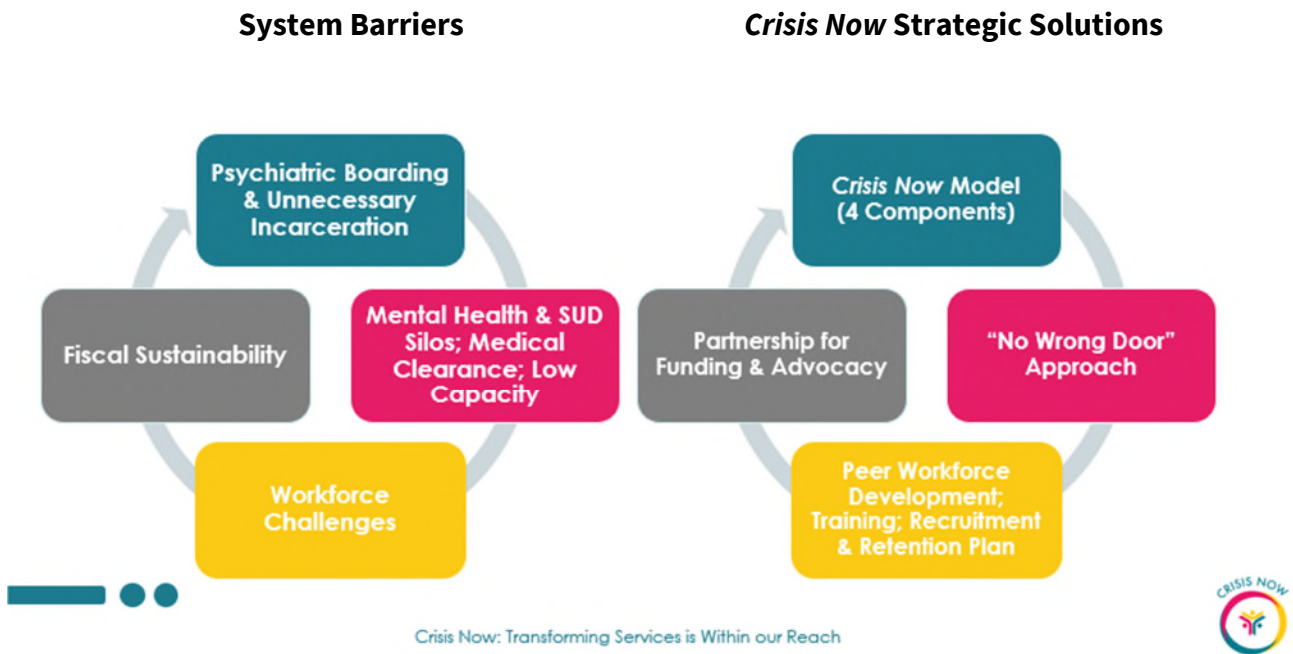 System Barriers
Crisis Now Strategic Solutions
Psychiatric Boarding
& Unnecessary
Incarceration
Mental Health & SUD
Silos; Medical
Clearance; Low
Capacity
Workforce
Challenges
Fiscal Sustainability
Crisis Now Model
(4 Components)
“No Wrong Door”
Approach
Peer Workforce
Development;
Training; Recruitment
& Retention Plan
Partnership for
Funding & Advocacy
Crisis Now: Transforming Services is Within our Reach
CRISIS NOW